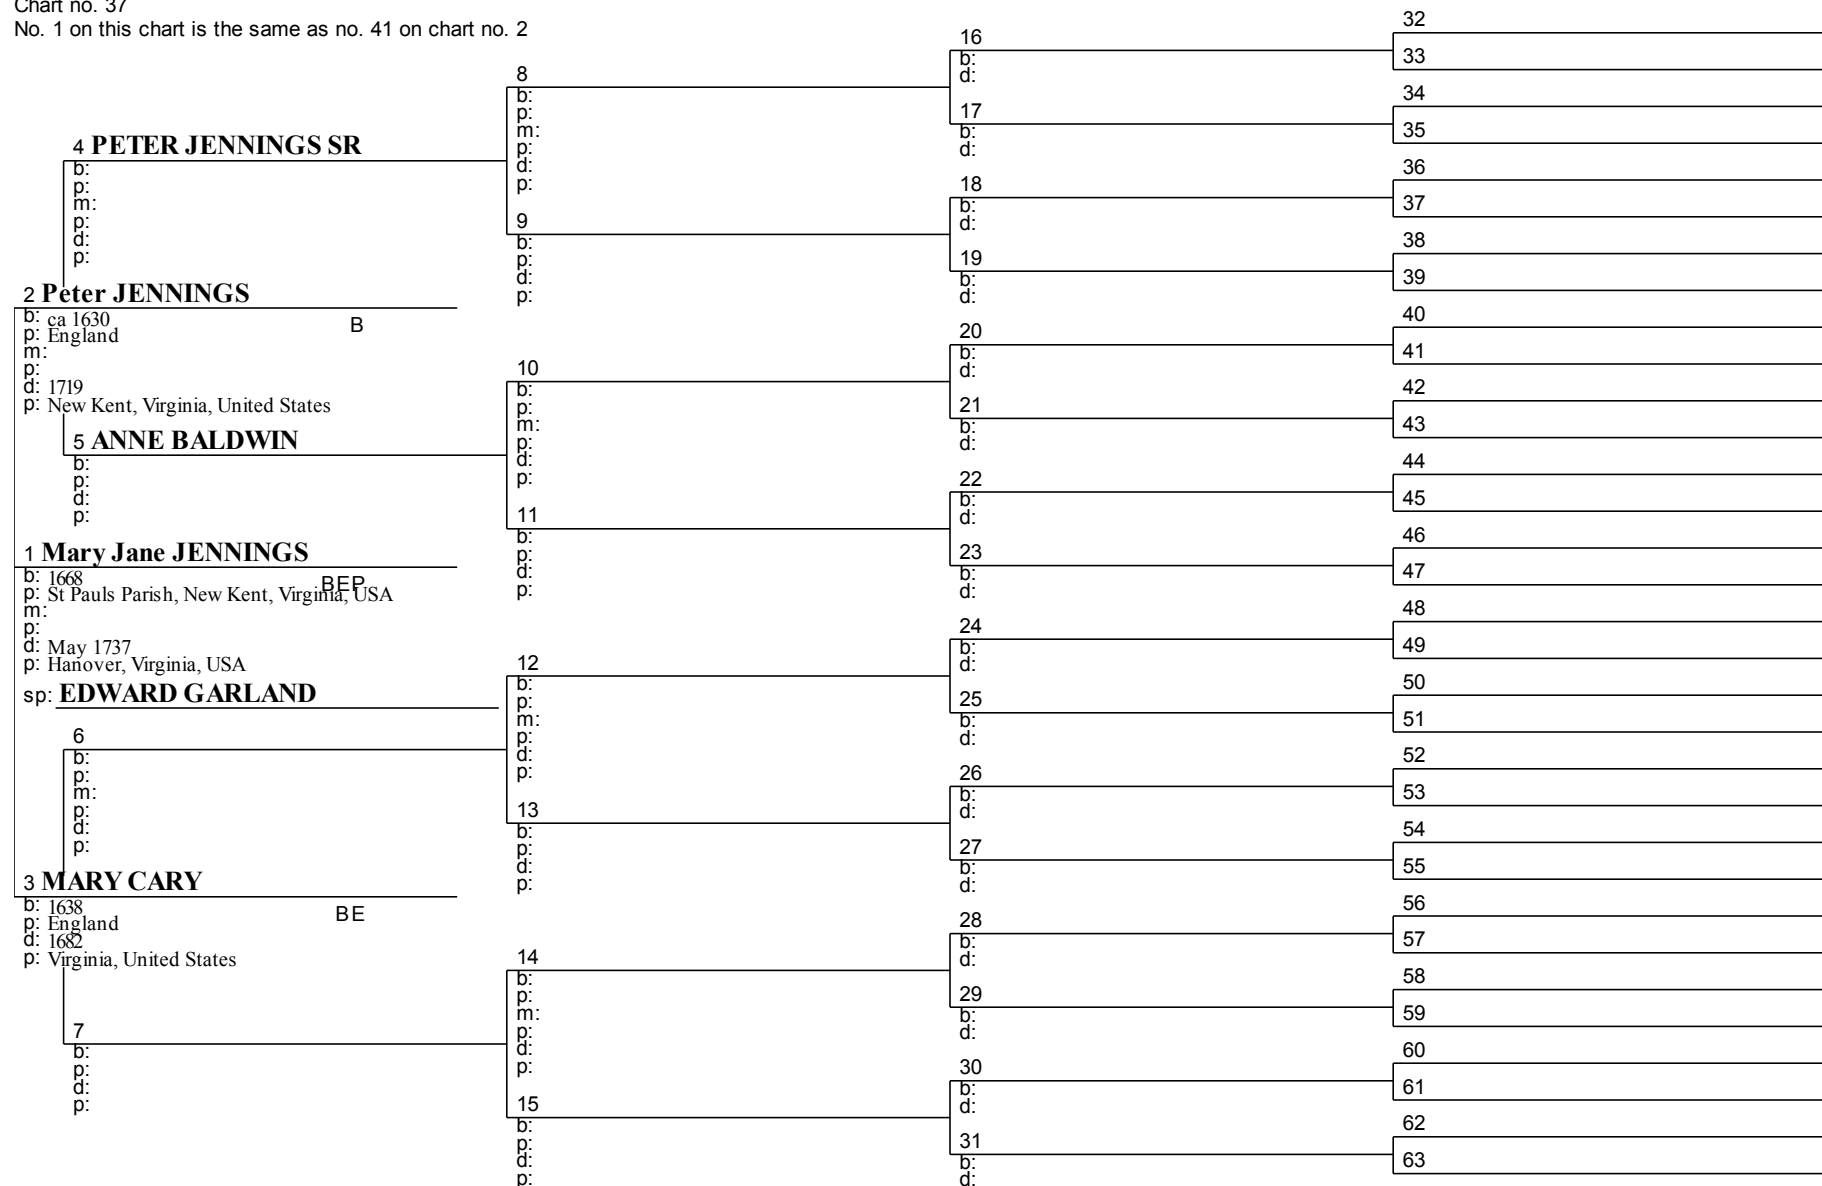 Chart no. 37
No. 1 on this chart is the same as no. 41 on chart no. 2
4 PETER JENNINGS SR
b:
p:
m:
p:
d:
p:
2 Peter JENNINGS
B
b: ca 1630
p: England
m:
p:
d: 1719
p: New Kent, Virginia, United States
5 ANNE BALDWIN
b:
p:
d:
p:
1 Mary Jane JENNINGS
BEP
b: 1668
p: St Pauls Parish, New Kent, Virginia, USA
m:
p:
d: May 1737
p: Hanover, Virginia, USA
sp: EDWARD GARLAND
6
b:
p:
m:
p:
d:
p:
3 MARY CARY
BE
b: 1638
p: England
d: 1682
p: Virginia, United States
7
b:
p:
d:
p:
8
b:
p:
m:
p:
d:
p:
9
b:
p:
d:
p:
10
b:
p:
m:
p:
d:
p:
11
b:
p:
d:
p:
12
b:
p:
m:
p:
d:
p:
13
b:
p:
d:
p:
14
b:
p:
m:
p:
d:
p:
15
b:
p:
d:
p:
16
b:
d:
17
b:
d:
18
b:
d:
19
b:
d:
20
b:
d:
21
b:
d:
22
b:
d:
23
b:
d:
24
b:
d:
25
b:
d:
26
b:
d:
27
b:
d:
28
b:
d:
29
b:
d:
30
b:
d:
31
b:
d:
32
33
34
35
36
37
38
39
40
41
42
43
44
45
46
47
48
49
50
51
52
53
54
55
56
57
58
59
60
61
62
63